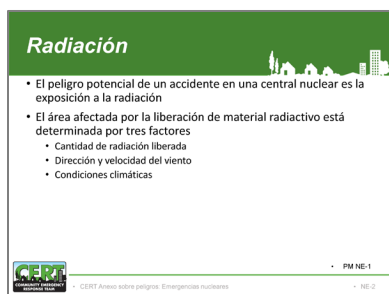 Radiación
• El peligro potencial de un accidente en una central nuclear es la
exposición a la radiación
• El área afectada por la liberación de material radiactivo está
determinada por tres factores
• Cantidad de radiación liberada
• Dirección y velocidad del viento
• Condiciones climáticas
• PM NE-1
CERT
COMMUNITY EMERGENCY
RESPONSE TEAM
• CERT Anexo sobre peligros: Emergencias nucleares
• NE-2